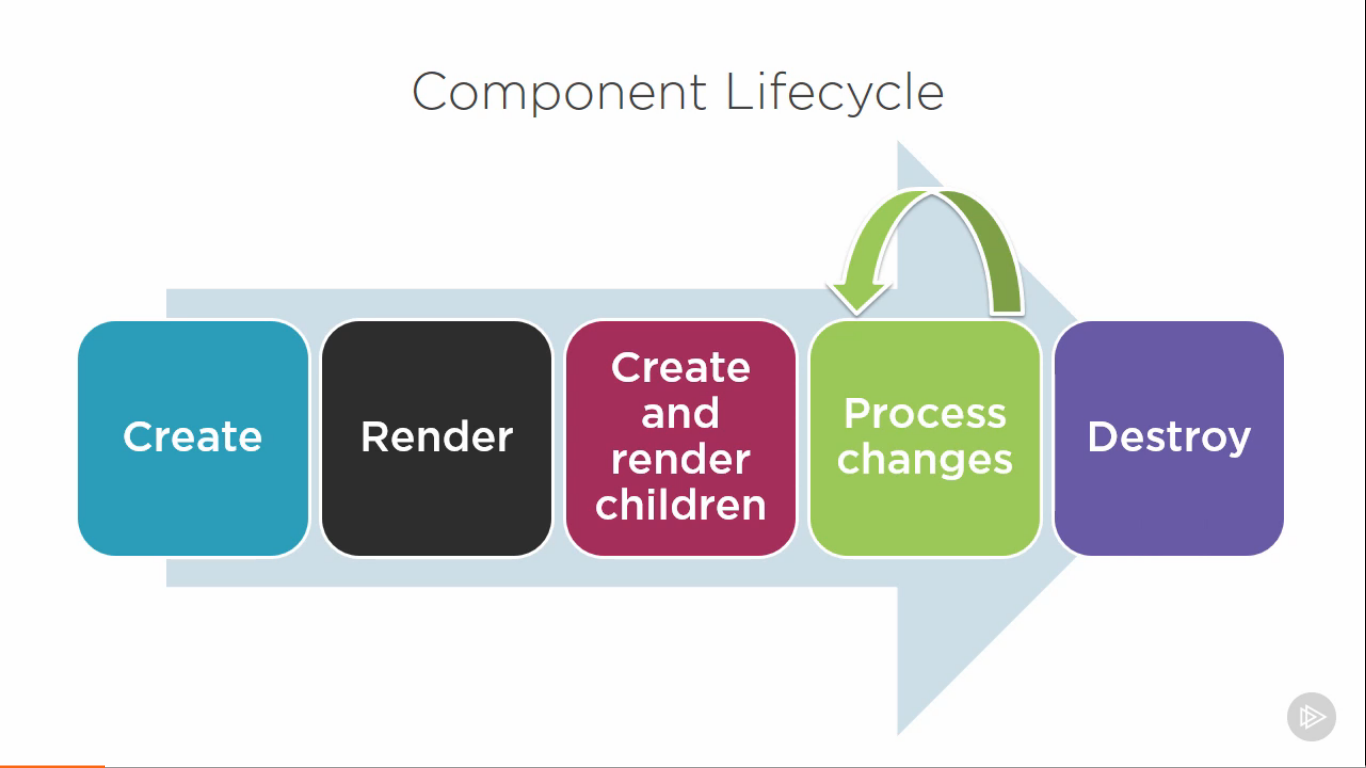 Component Lifecycle
Create
Render
Create
and
render
children
Process
changes
Destroy